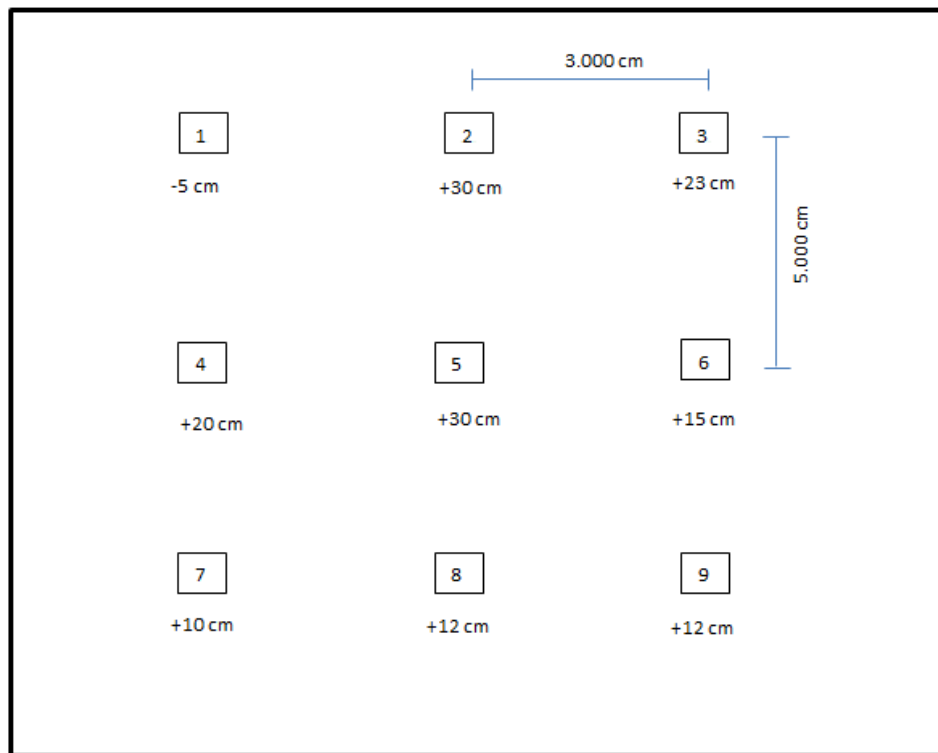 3.000 cm
1
2
3
-5 cm
+30 cm
+23 cm
5.000 cm
4
5
6
+20 cm
+30 cm
+15 cm
7
8
9
+10 cm
+12 cm
+12 cm